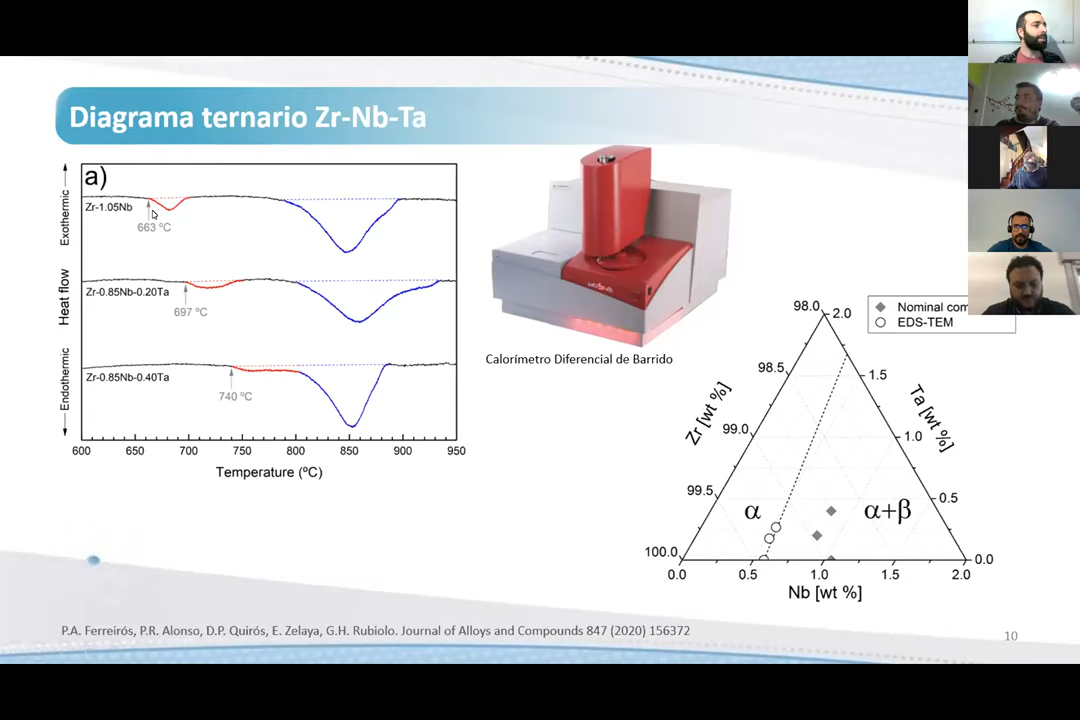 Diagrama ternario Zr-Nb-Ta
a)
Exothermic
Heat flow
Endothermic
Zr-1.05Nb
663 ºC
Zr-0.85Nb-0.20Ta
697 ºC
Zr-0.85Nb-0.40Ta
740 ºC
600 650 700 750 800 850 900 950
Temperature (ºC)
Calorímetro Diferencial de Barrido
Nominal com
EDS-TEM
98.0
2.0
98.5
1.5
Zr [wt %]
Ta [wt %]
99.0
1.0
99.5
0.5
α
α+β
100.0
0.0
0.0 0.5 1.0 1.5 2.0
Nb [wt %]
P.A. Ferreirós, P.R. Alonso, D.P. Quirós, E. Zelaya, G.H. Rubiolo. Journal of Alloys and Compounds 847 (2020) 156372
10